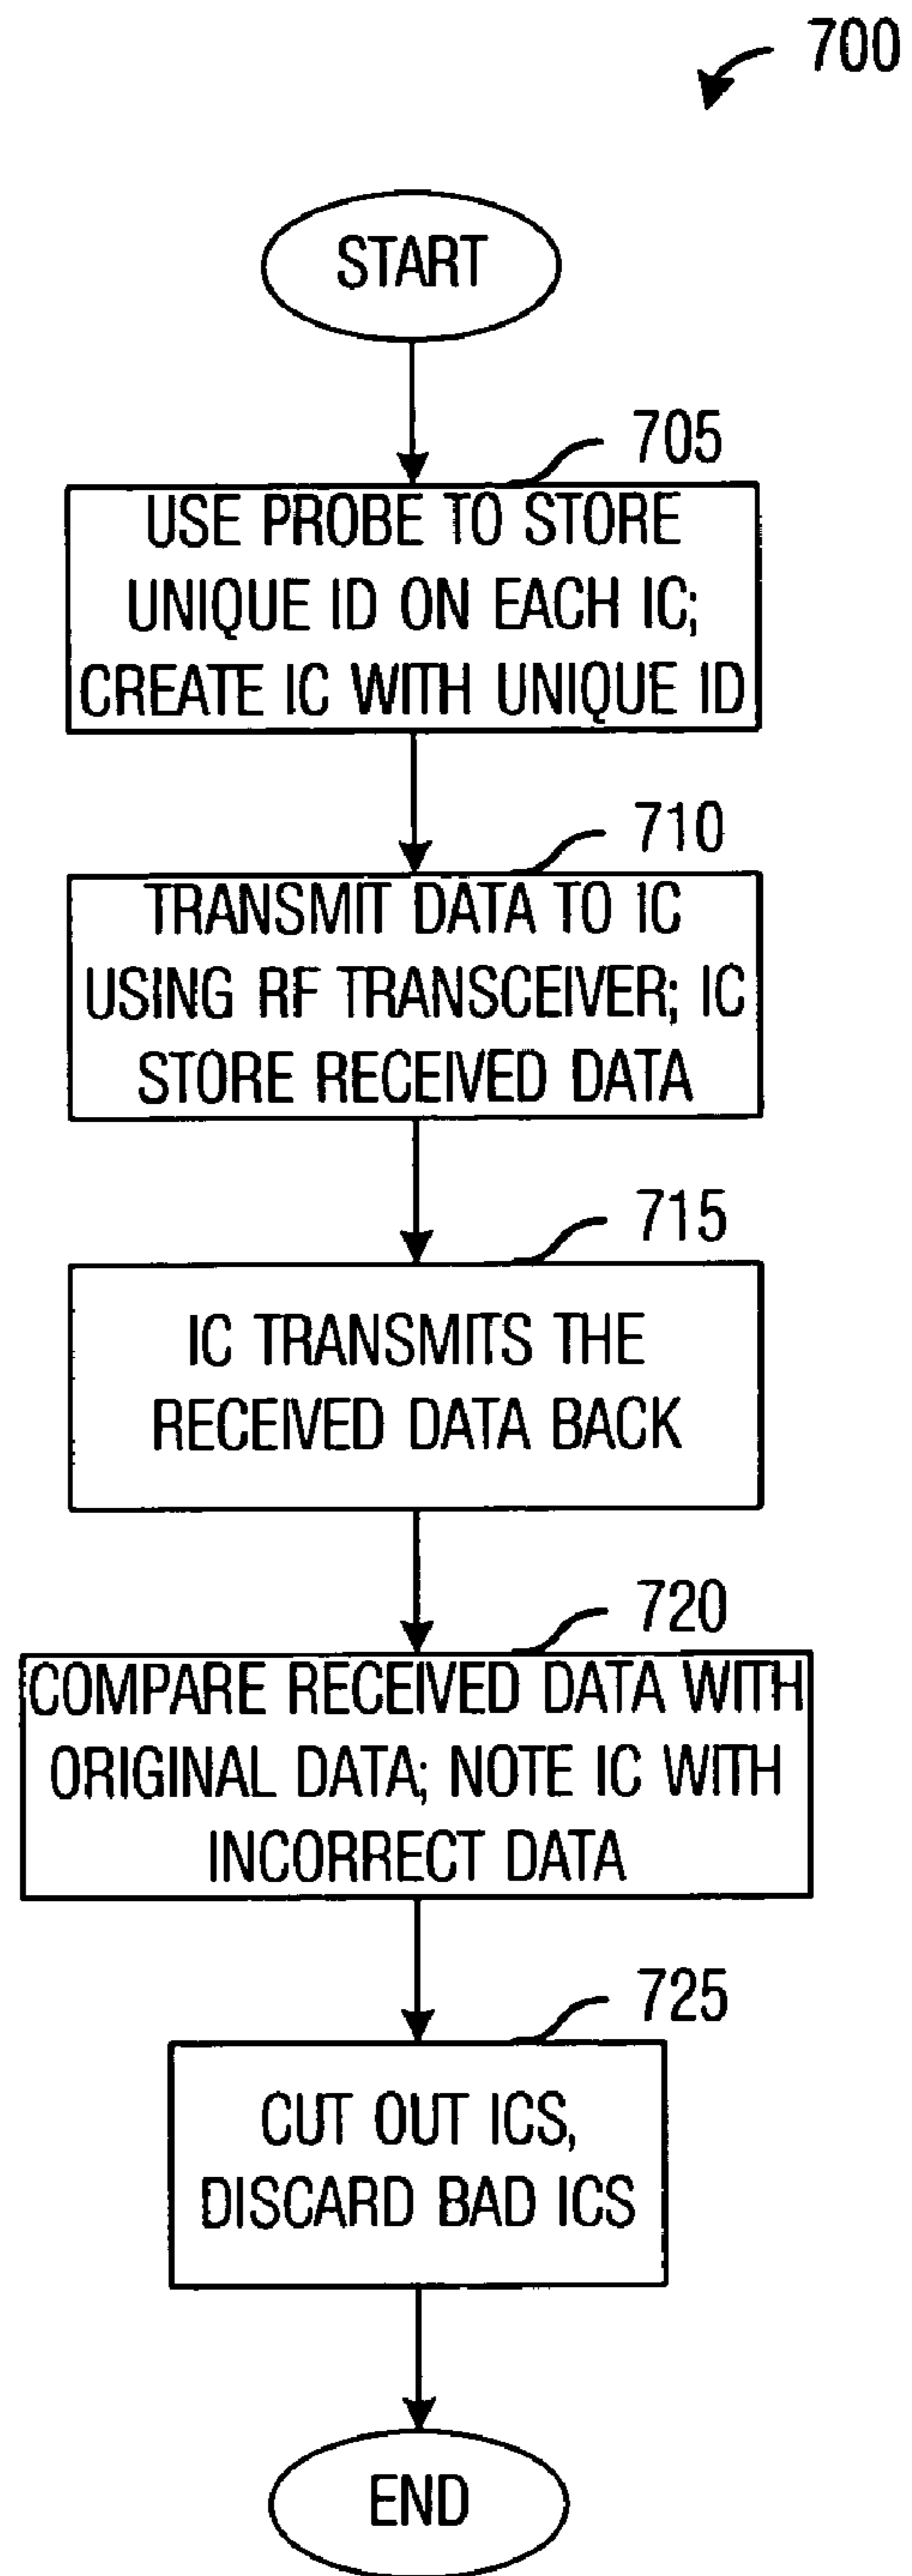 700
START
705
USE PROBE TO STORE
UNIQUE ID ON EACH IC;
CREATE IC WITH UNIQUE ID
710
TRANSMIT DATA TO IC
USING RF TRANSCEIVER; IC
STORE RECEIVED DATA
715
IC TRANSMITS THE
RECEIVED DATA BACK
720
COMPARE RECEIVED DATA WITH
ORIGINAL DATA; NOTE IC WITH
INCORRECT DATA
725
CUT OUT ICS,
DISCARD BAD ICS
END